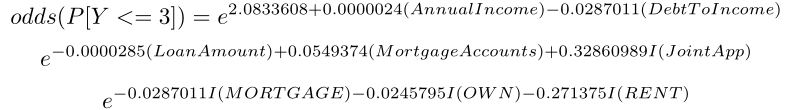 odds(P[Y <= 3]) = e^{2.0833608+0.0000024(AnnualIncome)−0.0287011(DebtToIncome)}
e^{−0.0000285(LoanAmount)+0.0549374(MortgageAccounts)+0.32860989I(JointApp)}
e^{−0.0287011I(MORTGAGE)−0.0245795I(OWN)−0.271375I(RENT)}